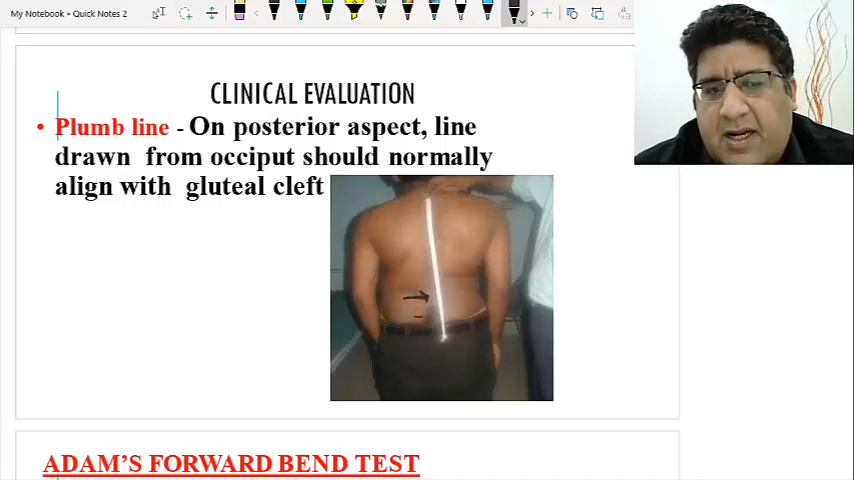 My Notebook » Quick Notes 2
CLINICAL EVALUATION
• Plumb line - On posterior aspect, line
drawn from occiput should normally
align with gluteal cleft
ADAM'S FORWARD BEND TEST